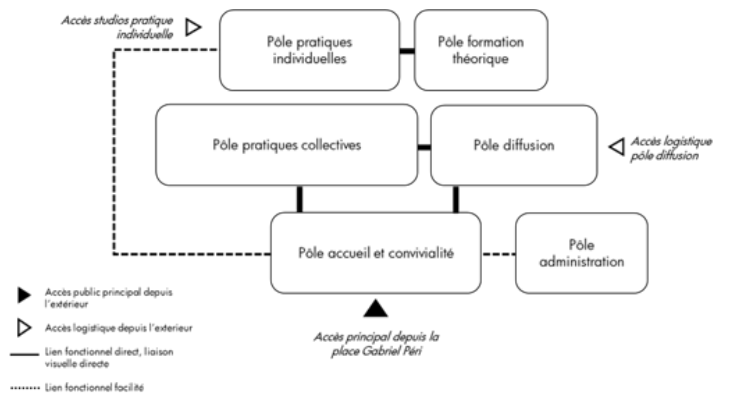 Accès studios pratique
individuelle
Pôle pratiques
individuelles
Pôle formation
théorique
Pôle pratiques collectives
Pôle diffusion
Accès logistique
pôle diffusion
Pôle accueil et convivialité
Pôle
administration
Accès principal depuis la
place Gabriel Péri
Accès public principal depuis
l'extérieur
Accès logistique depuis l'exterieur
Lien fonctionnel direct, liaison
visuelle directe
Lien fonctionnel facilité